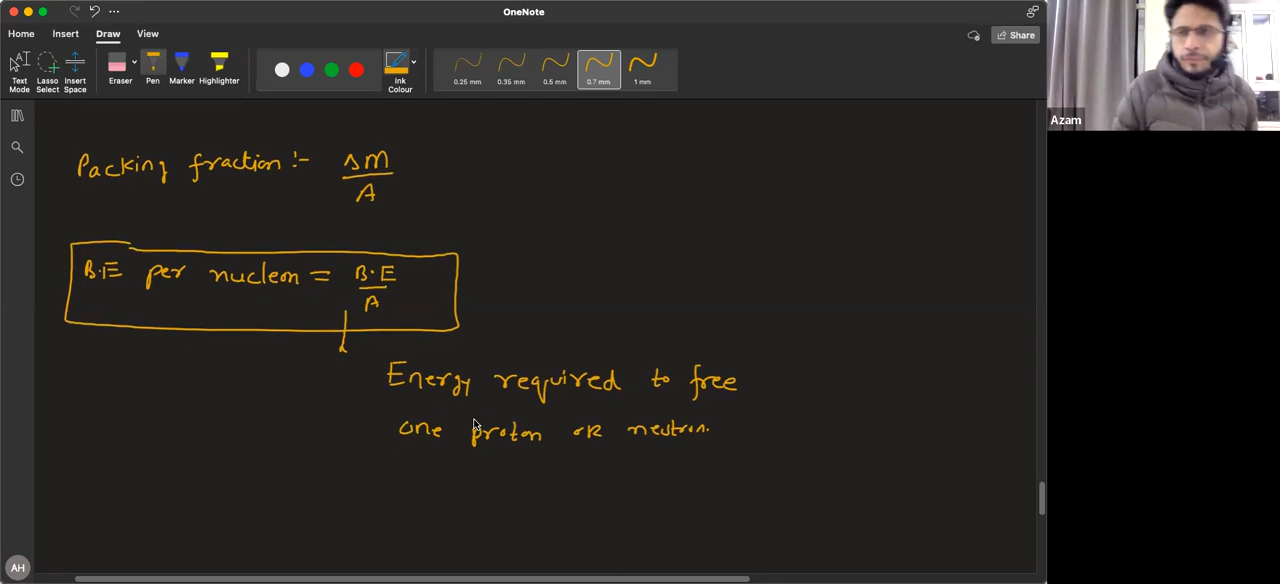 OneNote
Home Insert Draw View
Share
Text Mode
Lasso Select
Insert Space
Eraser
Pen
Marker
Highlighter
Ink Colour
0.25 mm
0.35 mm
0.5 mm
0.7 mm
1 mm
Azam
Packing fraction :- ΔM
A
B.E per nucleon = B.E
A
Energy required to free
one proton OR neutron.
AH